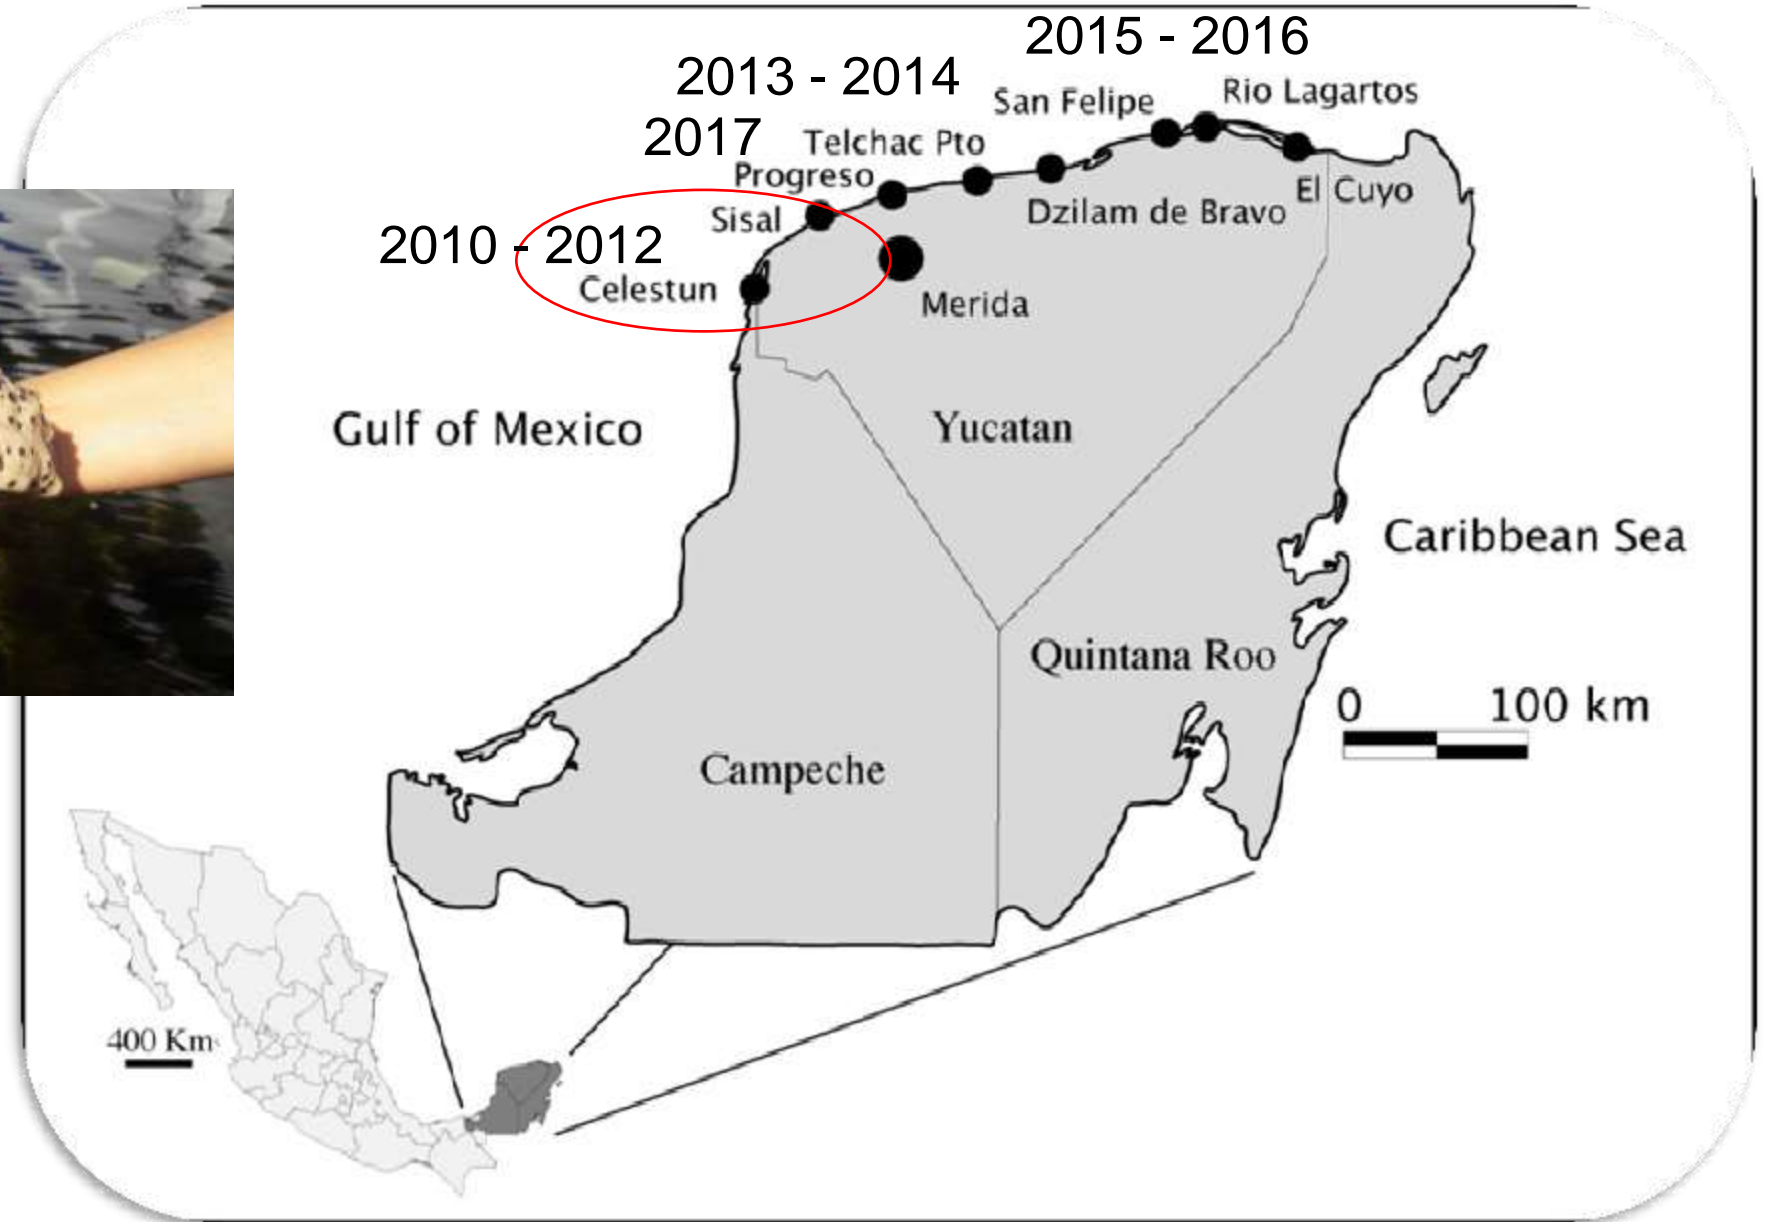 2015 - 2016
2013 - 2014
San Felipe
Rio Lagartos
2017
Telchac Pto
Progreso
El Cuyo
Sisal
Dzilam de Bravo
2010 - 2012
Celestun
Merida
Gulf of Mexico
Yucatan
Caribbean Sea
Quintana Roo
0 100 km
Campeche
400 Km